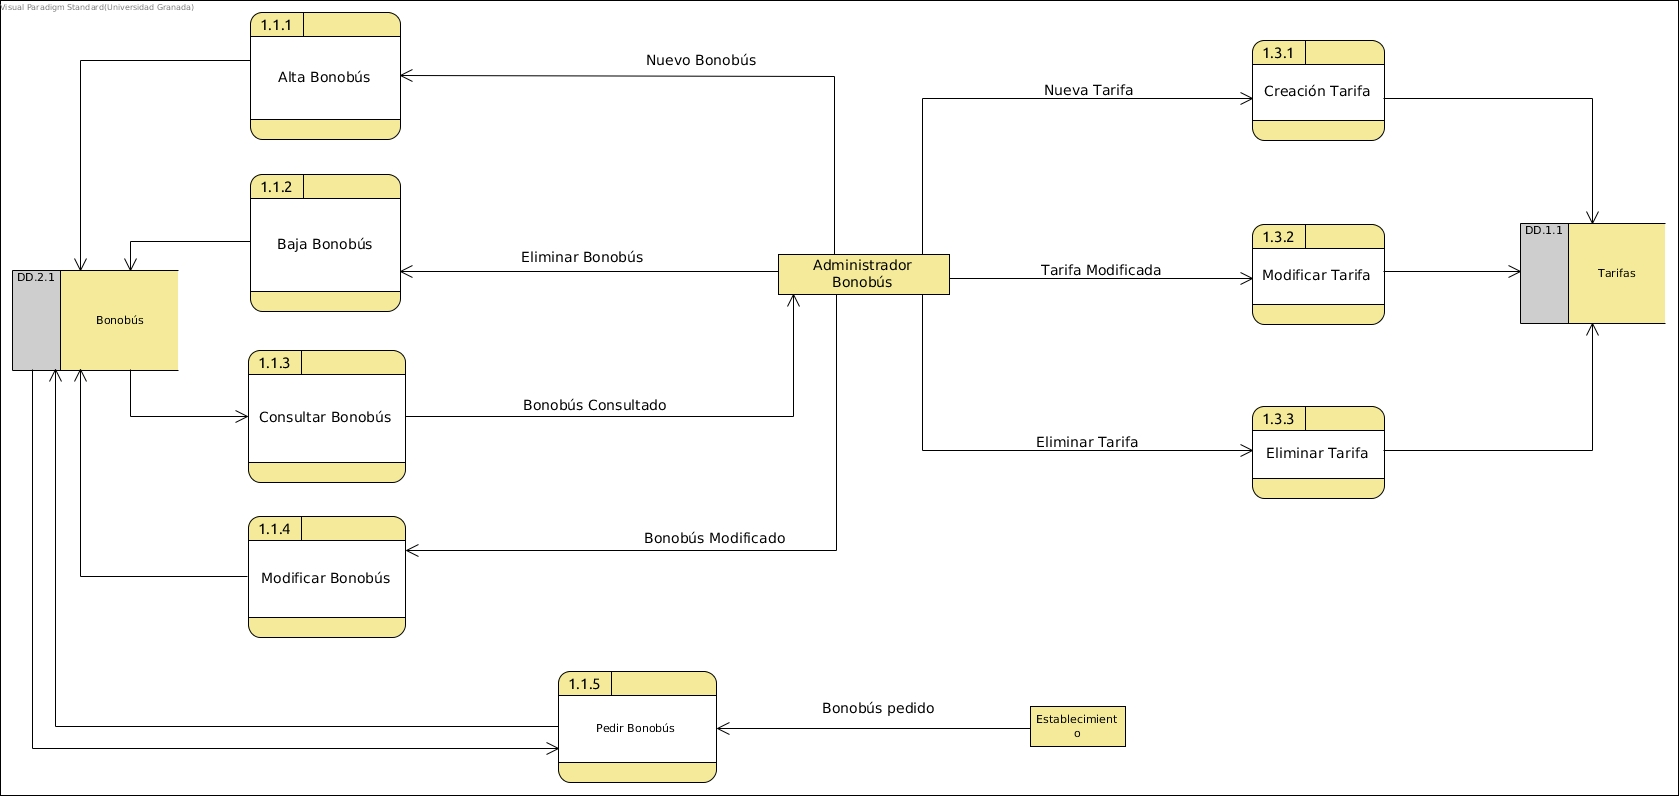 Visual Paradigm Standard(Universidad Granada)
1.1.1
Alta Bonobús
Nuevo Bonobús
1.3.1
Creación Tarifa
Nueva Tarifa
1.1.2
Baja Bonobús
Eliminar Bonobús
Administrador
Bonobús
Tarifa Modificada
1.3.2
Modificar Tarifa
DD.1.1
Tarifas
DD.2.1
Bonobús
1.1.3
Consultar Bonobús
Bonobús Consultado
Eliminar Tarifa
1.3.3
Eliminar Tarifa
1.1.4
Modificar Bonobús
Bonobús Modificado
1.1.5
Pedir Bonobús
Bonobús pedido
Establecimient
o